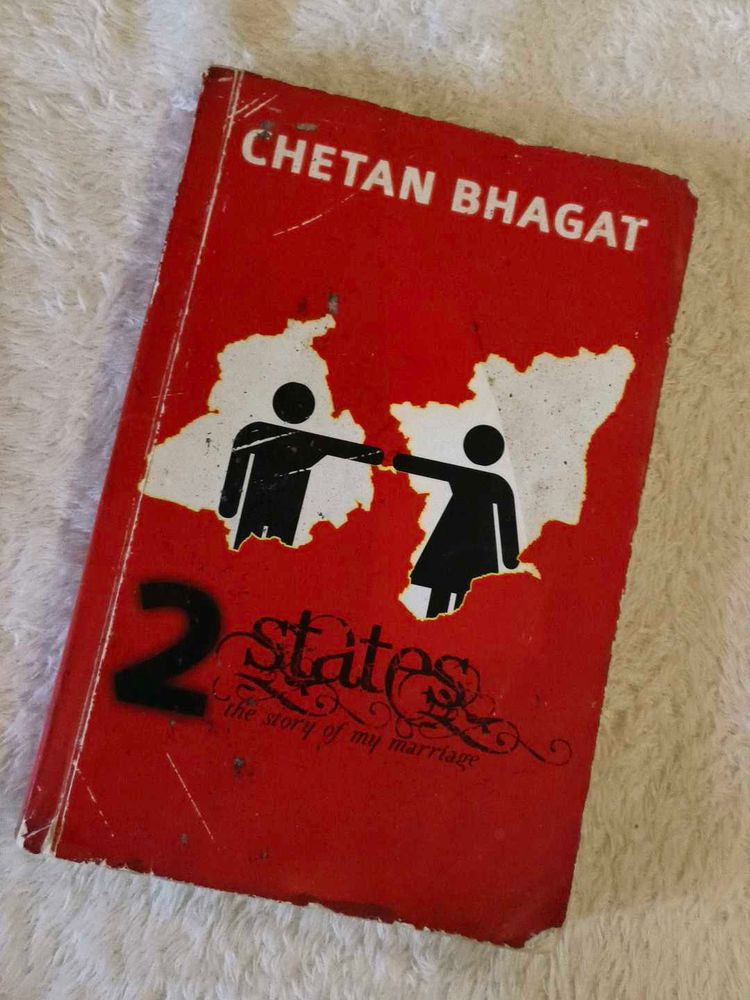 CHETAN BHAGAT
2 states
the story of my marriage